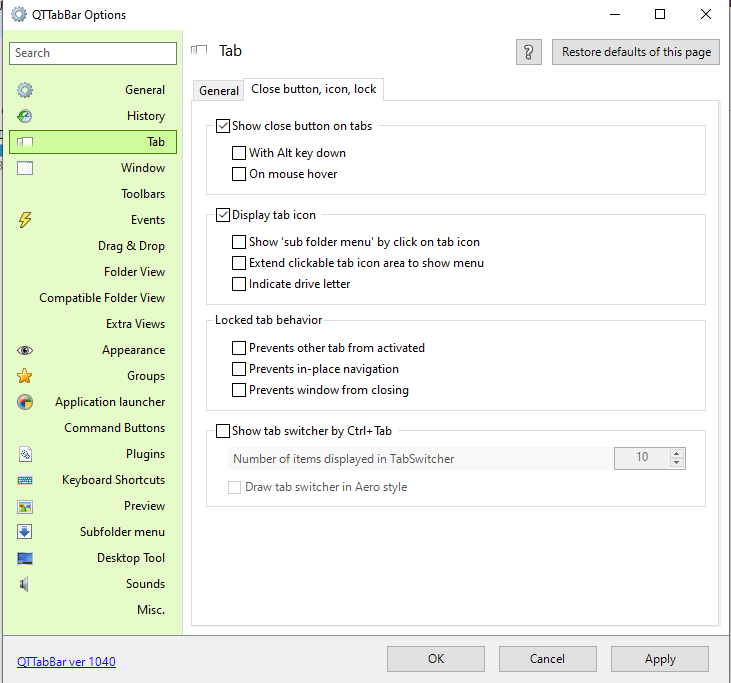 QTTabBar Options
Search
General
History
Tab
Window
Toolbars
Events
Drag & Drop
Folder View
Compatible Folder View
Extra Views
Appearance
Groups
Application launcher
Command Buttons
Plugins
Keyboard Shortcuts
Preview
Subfolder menu
Desktop Tool
Sounds
Misc.
Tab
?
Restore defaults of this page
General
Close button, icon, lock
Show close button on tabs
With Alt key down
On mouse hover
Display tab icon
Show 'sub folder menu' by click on tab icon
Extend clickable tab icon area to show menu
Indicate drive letter
Locked tab behavior
Prevents other tab from activated
Prevents in-place navigation
Prevents window from closing
Show tab switcher by Ctrl+Tab
Number of items displayed in TabSwitcher
10
Draw tab switcher in Aero style
QTTabBar ver 1040
OK
Cancel
Apply